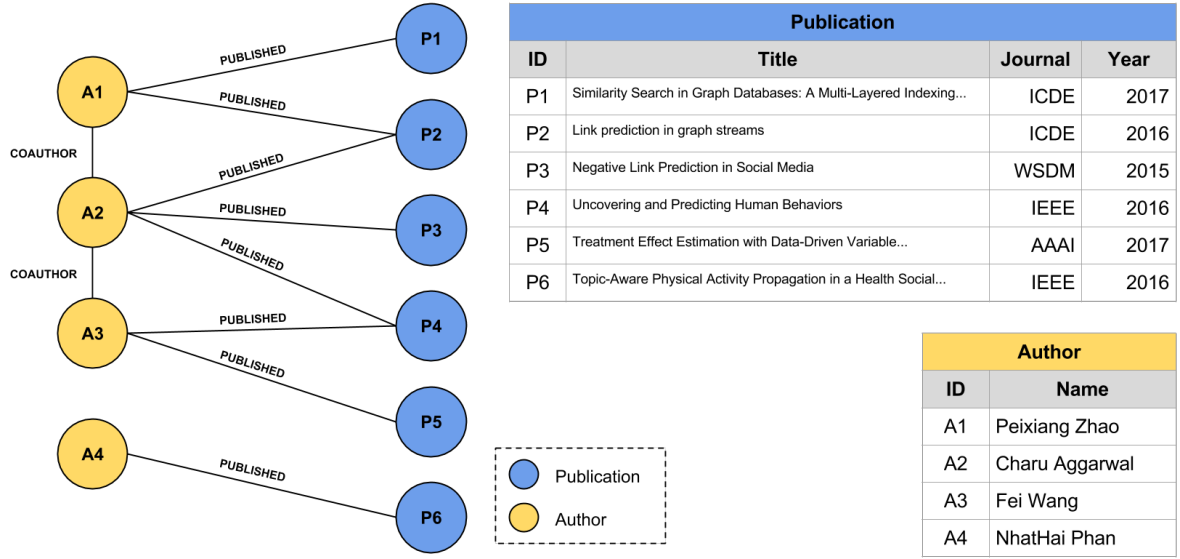 A1
A2
A3
A4
COAUTHOR
COAUTHOR
PUBLISHED
PUBLISHED
PUBLISHED
PUBLISHED
PUBLISHED
PUBLISHED
PUBLISHED
PUBLISHED
P1
P2
P3
P4
P5
P6
Publication
Author
Publication
ID Title Journal Year
P1 Similarity Search in Graph Databases: A Multi-Layered Indexing... ICDE 2017
P2 Link prediction in graph streams ICDE 2016
P3 Negative Link Prediction in Social Media WSDM 2015
P4 Uncovering and Predicting Human Behaviors IEEE 2016
P5 Treatment Effect Estimation with Data-Driven Variable... AAAI 2017
P6 Topic-Aware Physical Activity Propagation in a Health Social... IEEE 2016
Author
ID Name
A1 Peixiang Zhao
A2 Charu Aggarwal
A3 Fei Wang
A4 NhatHai Phan